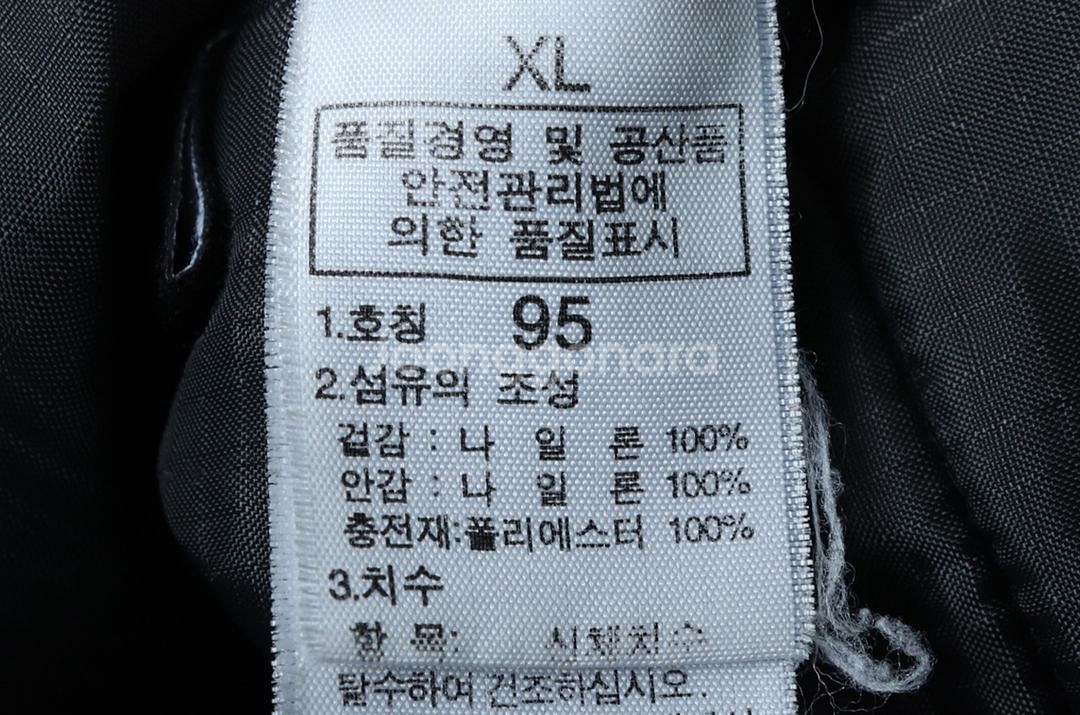 XL
품질경영 및 공산품
안전관리법에
의한 품질표시
1.호칭 95
2.섬유의 조성
겉감 : 나 일 론 100%
안감 : 나 일 론 100%
충전재:폴리에스터 100%
3.치수
항 목: 신체치수
탈수하여 건조하십시오.